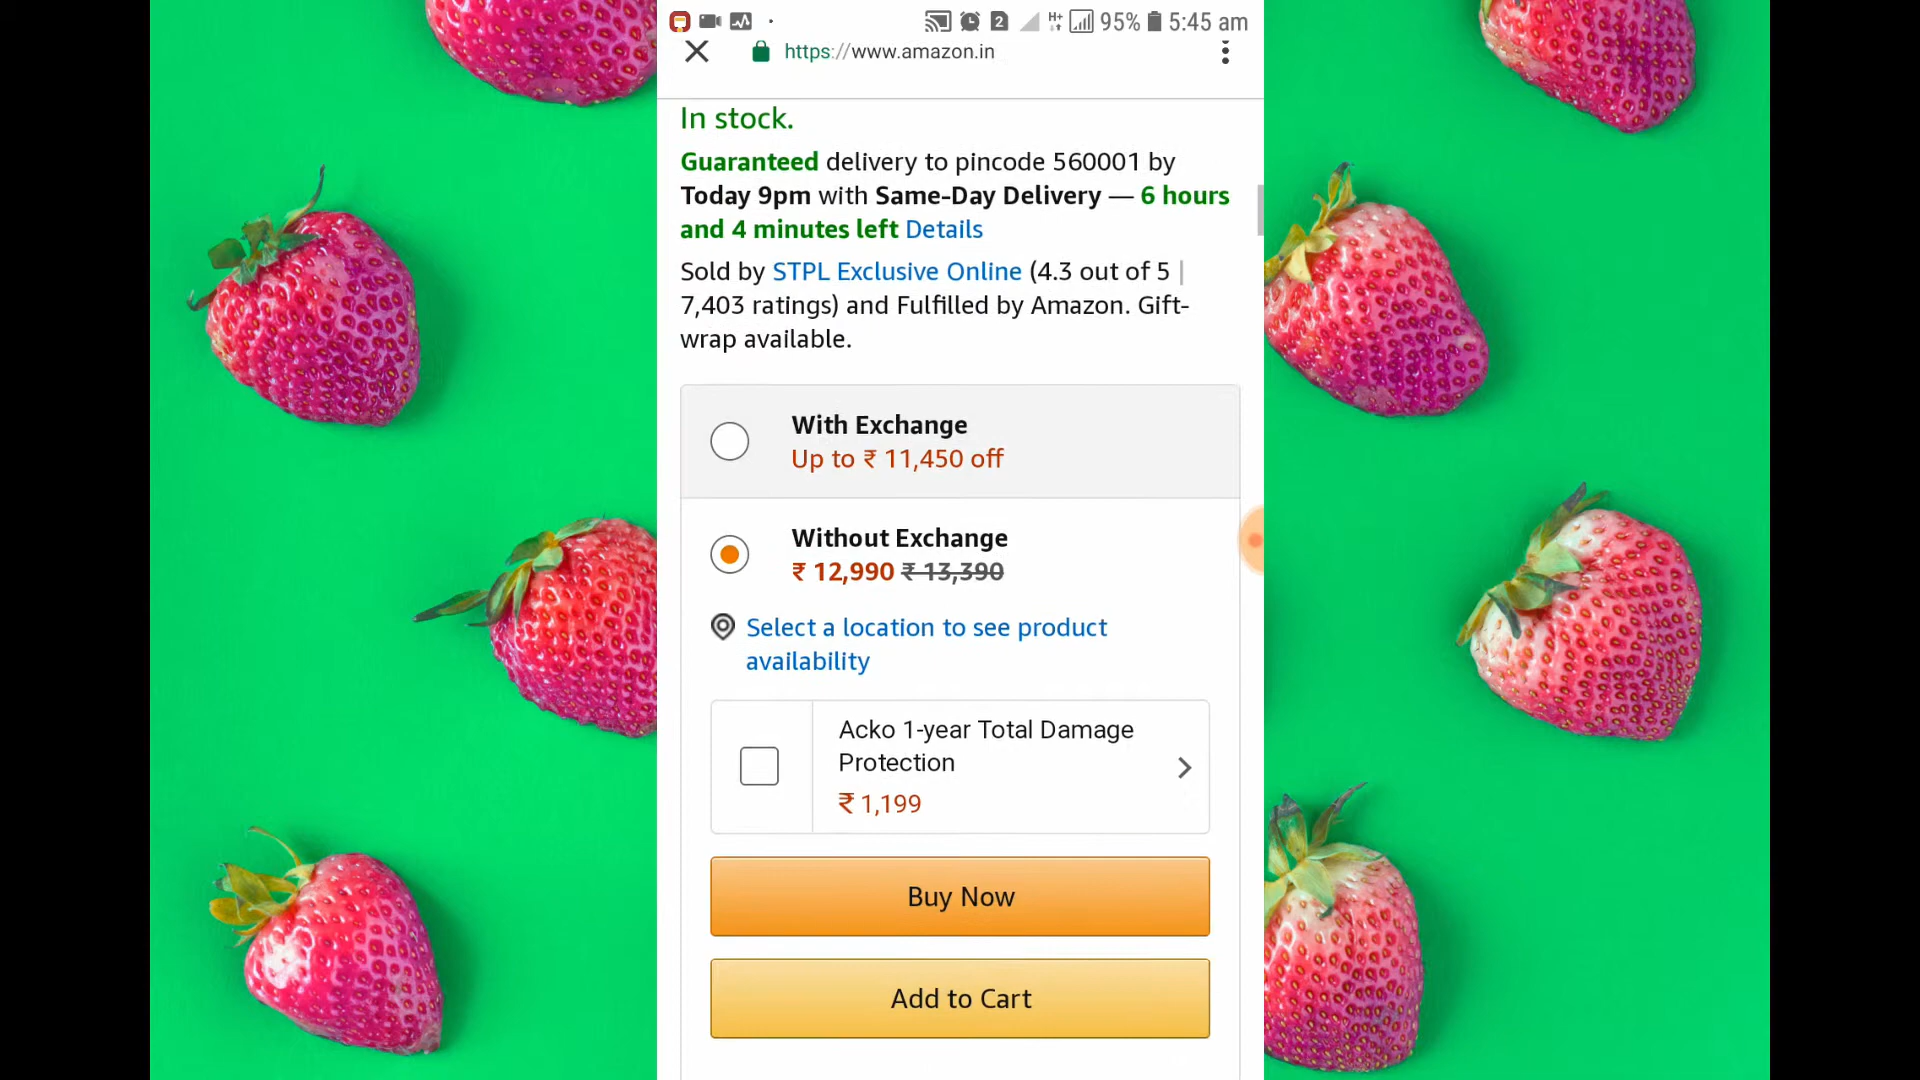 2 H+ 95% 5:45 am
https://www.amazon.in
In stock.
Guaranteed delivery to pincode 560001 by
Today 9pm with Same-Day Delivery — 6 hours
and 4 minutes left Details
Sold by STPL Exclusive Online (4.3 out of 5 |
7,403 ratings) and Fulfilled by Amazon. Gift-
wrap available.
With Exchange
Up to ₹ 11,450 off
Without Exchange
₹ 12,990 ₹ 13,390
Select a location to see product
availability
Acko 1-year Total Damage
Protection
₹ 1,199
Buy Now
Add to Cart